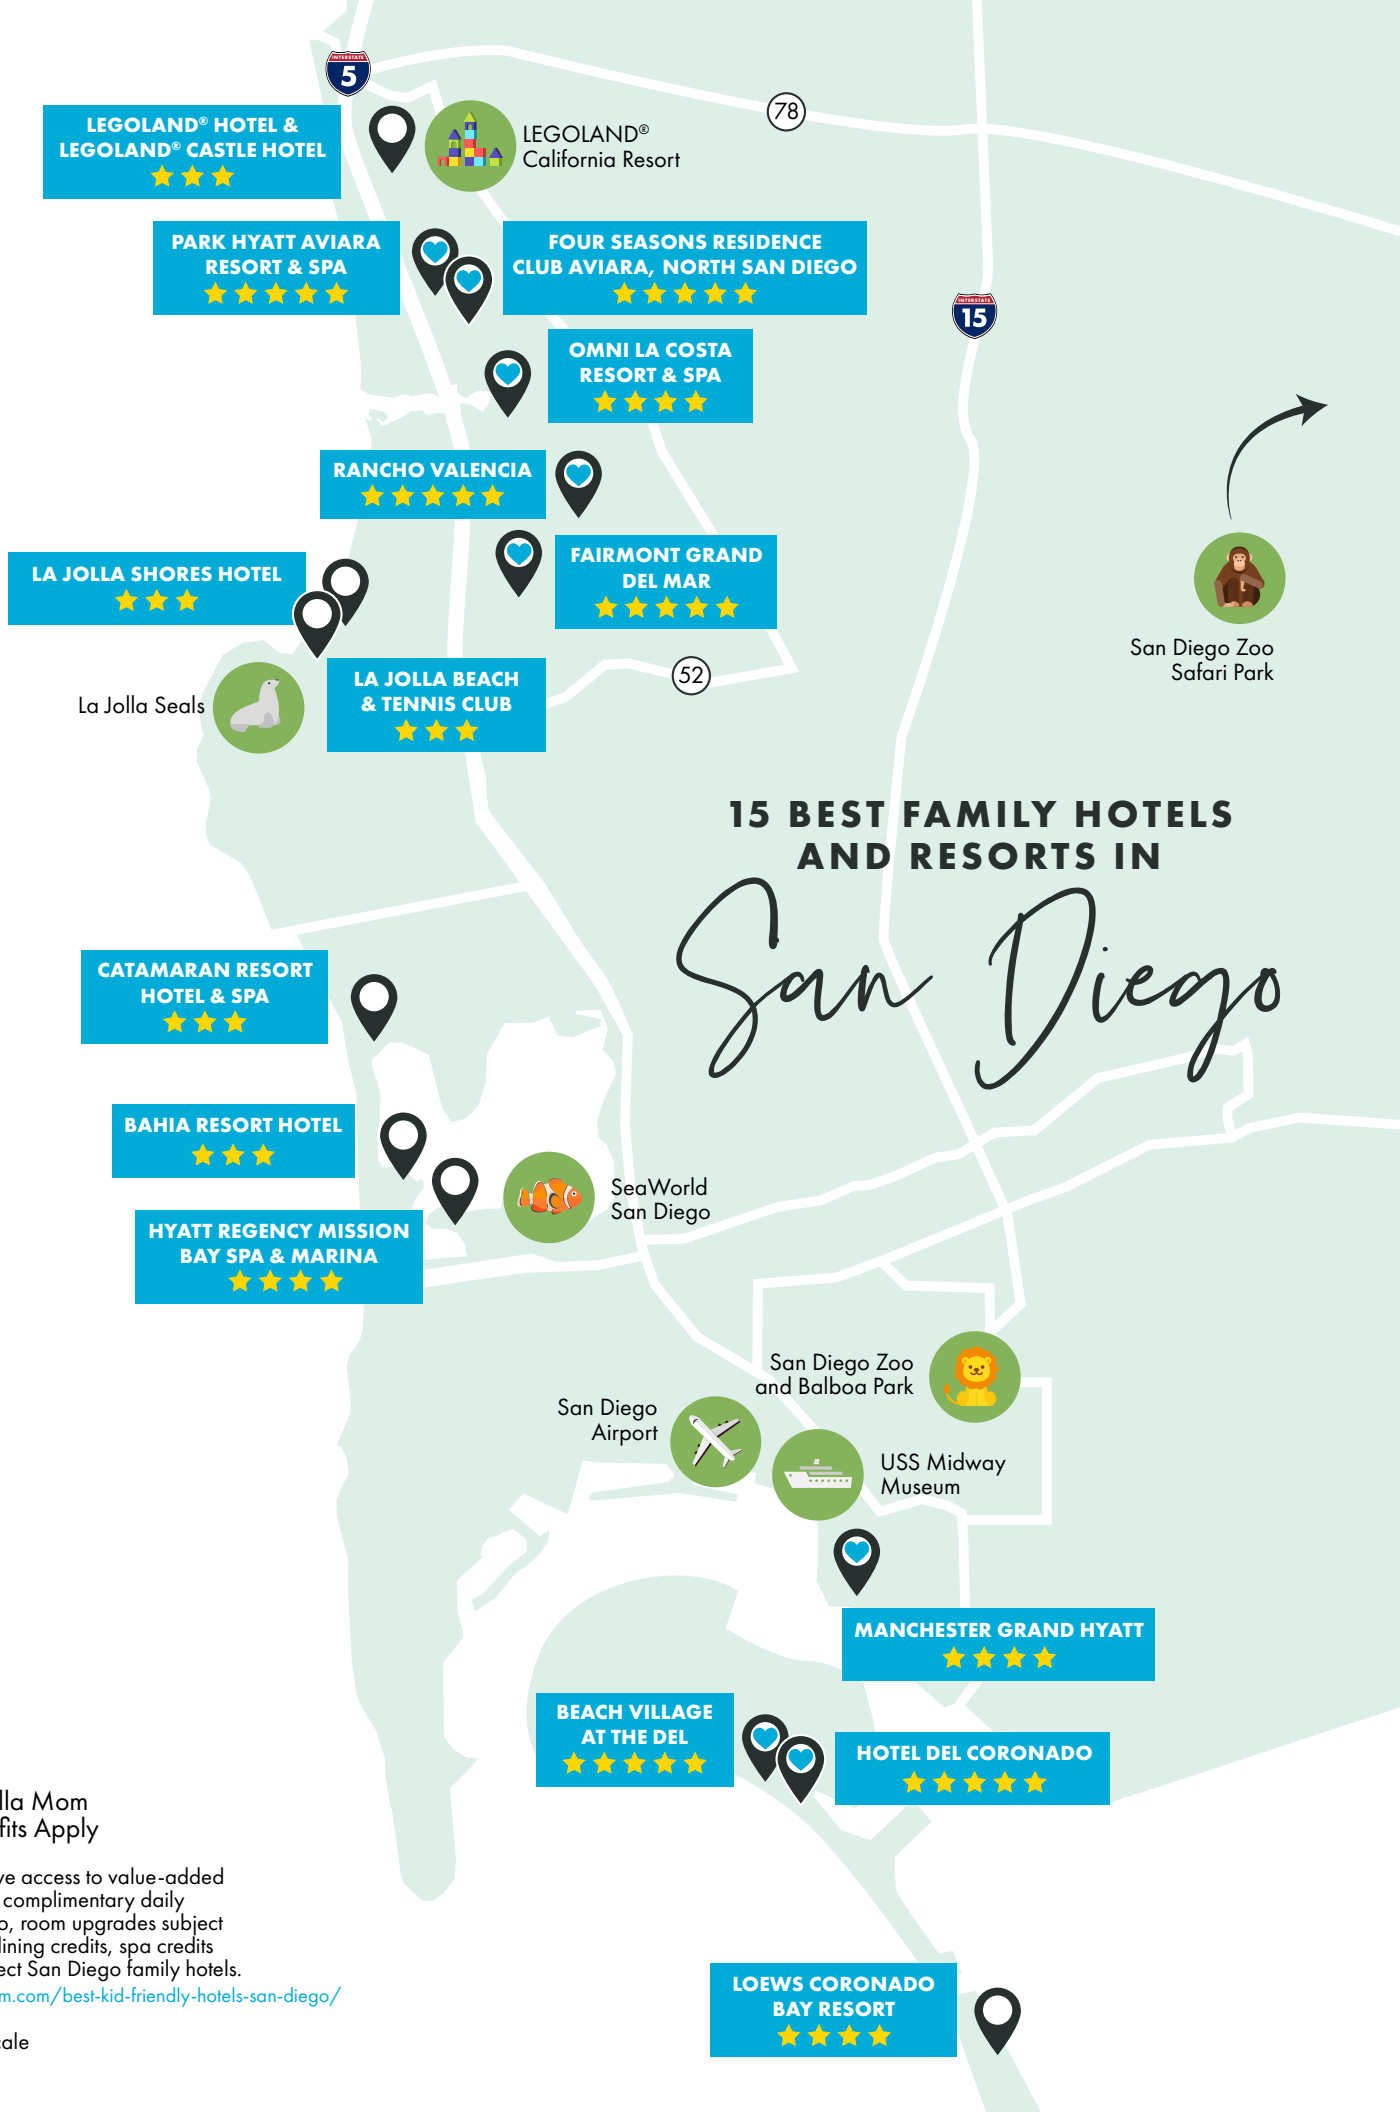 INTERSTATE
5
78
LEGOLAND® HOTEL &
LEGOLAND® CASTLE HOTEL
LEGOLAND®
California Resort
PARK HYATT AVIARA
RESORT & SPA
FOUR SEASONS RESIDENCE
CLUB AVIARA, NORTH SAN DIEGO
INTERSTATE
15
OMNI LA COSTA
RESORT & SPA
RANCHO VALENCIA
FAIRMONT GRAND
DEL MAR
LA JOLLA SHORES HOTEL
San Diego Zoo
Safari Park
52
La Jolla Seals
LA JOLLA BEACH
& TENNIS CLUB
15 BEST FAMILY HOTELS
AND RESORTS IN
San Diego
CATAMARAN RESORT
HOTEL & SPA
BAHIA RESORT HOTEL
SeaWorld
San Diego
HYATT REGENCY MISSION
BAY SPA & MARINA
San Diego Zoo
and Balboa Park
San Diego
Airport
USS Midway
Museum
MANCHESTER GRAND HYATT
BEACH VILLAGE
AT THE DEL
HOTEL DEL CORONADO
lla Mom
fits Apply
ve access to value-added
complimentary daily
o, room upgrades subject
lining credits, spa credits
ect San Diego family hotels.
m.com/best-kid-friendly-hotels-san-diego/
cale
LOEWS CORONADO
BAY RESORT